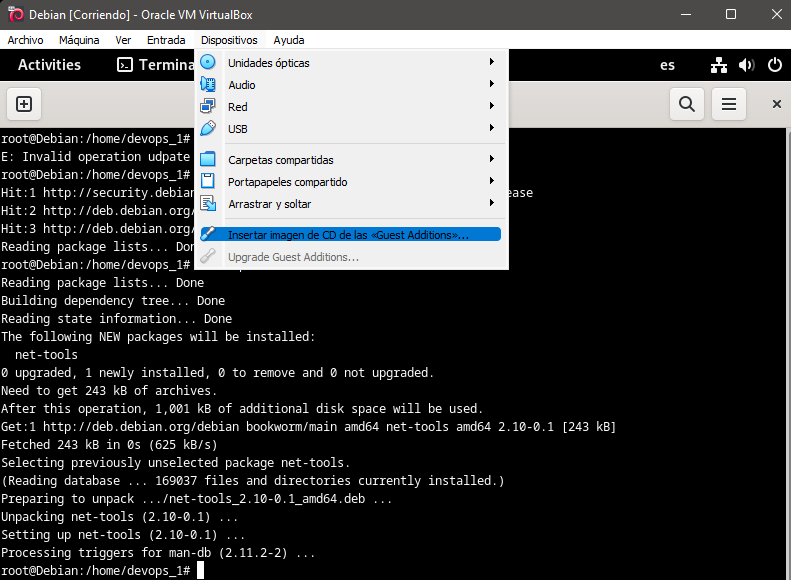 Debian [Corriendo] - Oracle VM VirtualBox
Archivo Máquina Ver Entrada Dispositivos Ayuda
Activities Termina es
Unidades ópticas
Audio
Red
USB
Carpetas compartidas
Portapapeles compartido
Arrastrar y soltar
Insertar imagen de CD de las «Guest Additions»...
Upgrade Guest Additions...
root@Debian:/home/devops_1#
E: Invalid operation udpate
root@Debian:/home/devops_1#
Hit:1 http://security.debian ease
Hit:2 http://deb.debian.org/
Hit:3 http://deb.debian.org/
Reading package lists... Don
root@Debian:/home/devops_1#
Reading package lists... Done
Building dependency tree... Done
Reading state information... Done
The following NEW packages will be installed:
net-tools
0 upgraded, 1 newly installed, 0 to remove and 0 not upgraded.
Need to get 243 kB of archives.
After this operation, 1,001 kB of additional disk space will be used.
Get:1 http://deb.debian.org/debian bookworm/main amd64 net-tools amd64 2.10-0.1 [243 kB]
Fetched 243 kB in 0s (625 kB/s)
Selecting previously unselected package net-tools.
(Reading database ... 169037 files and directories currently installed.)
Preparing to unpack .../net-tools_2.10-0.1_amd64.deb ...
Unpacking net-tools (2.10-0.1) ...
Setting up net-tools (2.10-0.1) ...
Processing triggers for man-db (2.11.2-2) ...
root@Debian:/home/devops_1#